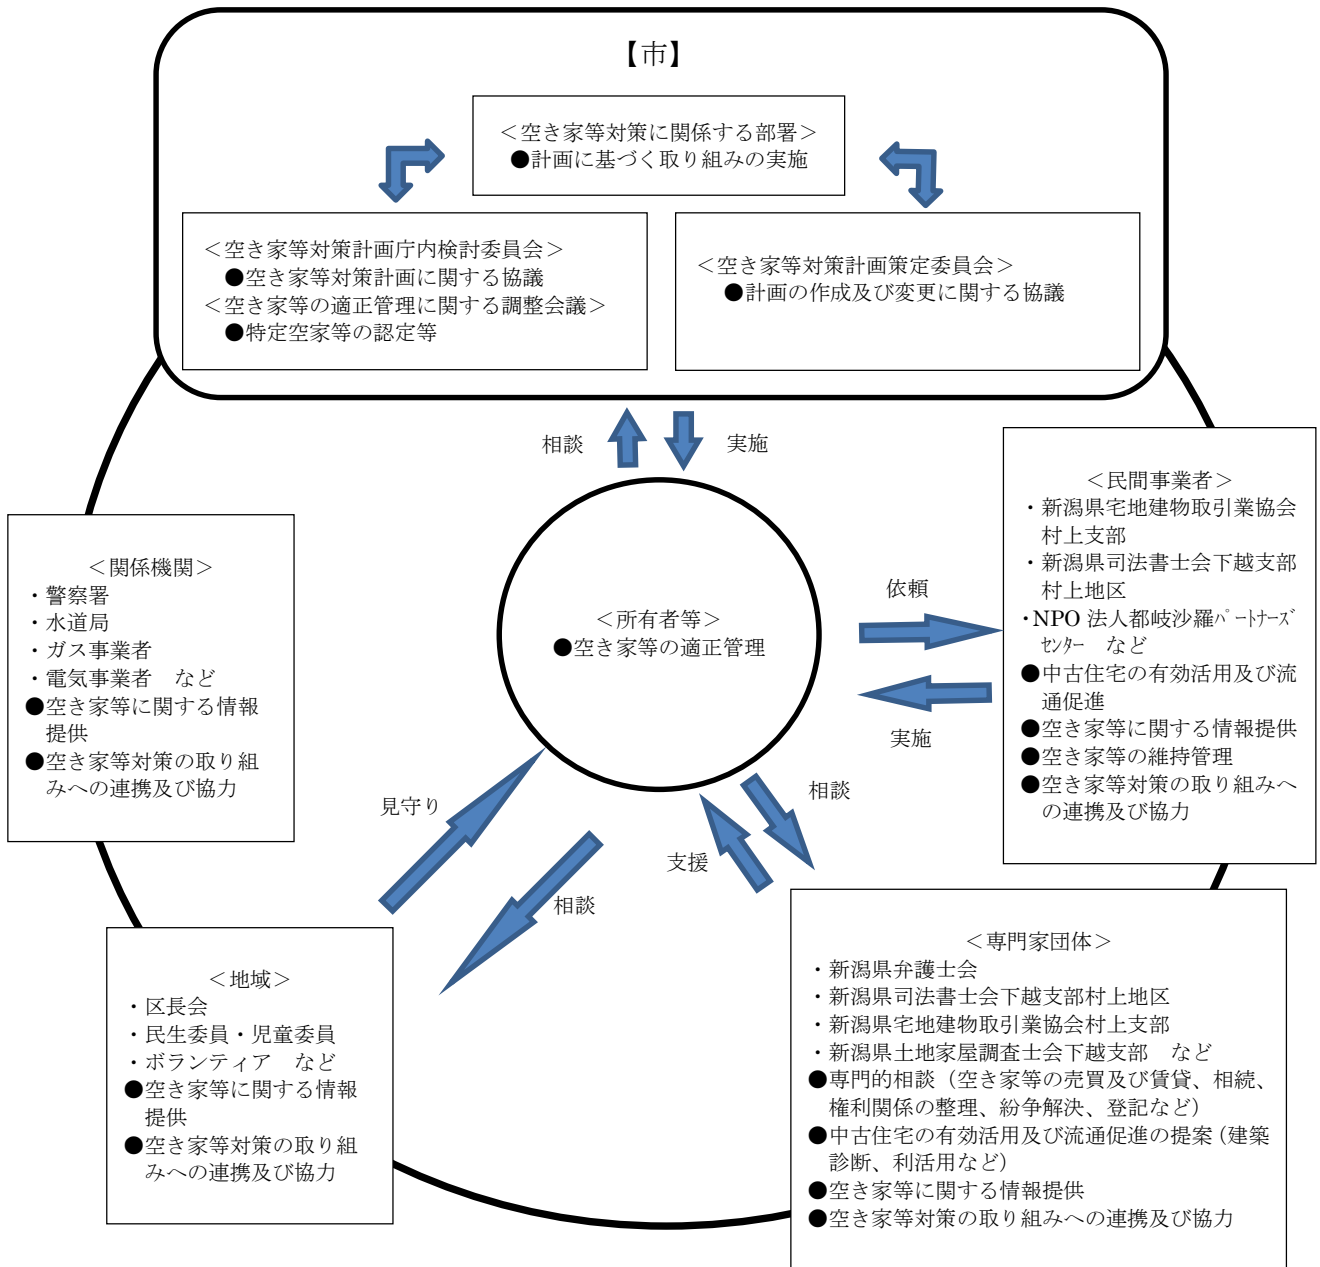 【市】
＜空き家等対策に関係する部署＞
●計画に基づく取り組みの実施
＜空き家等対策計画庁内検討委員会＞
●空き家等対策計画に関する協議
＜空き家等の適正管理に関する調整会議＞
●特定空家等の認定等
＜空き家等対策計画策定委員会＞
●計画の作成及び変更に関する協議
相談
実施
＜関係機関＞
・警察署
・水道局
・ガス事業者
・電気事業者　など
●空き家等に関する情報
提供
●空き家等対策の取り組
みへの連携及び協力
＜所有者等＞
●空き家等の適正管理
依頼
実施
＜民間事業者＞
・新潟県宅地建物取引業協会
村上支部
・新潟県司法書士会下越支部
村上地区
・NPO 法人都岐沙羅パートナーズ
センター　など
●中古住宅の有効活用及び流
通促進
●空き家等に関する情報提供
●空き家等の維持管理
●空き家等対策の取り組みへ
の連携及び協力
見守り
相談
支援
相談
＜地域＞
・区長会
・民生委員・児童委員
・ボランティア　など
●空き家等に関する情報
提供
●空き家等対策の取り組
みへの連携及び協力
＜専門家団体＞
・新潟県弁護士会
・新潟県司法書士会下越支部村上地区
・新潟県宅地建物取引業協会村上支部
・新潟県土地家屋調査士会下越支部　など
●専門的相談（空き家等の売買及び賃貸、相続、
権利関係の整理、紛争解決、登記など）
●中古住宅の有効活用及び流通促進の提案（建築
診断、利活用など）
●空き家等に関する情報提供
●空き家等対策の取り組みへの連携及び協力